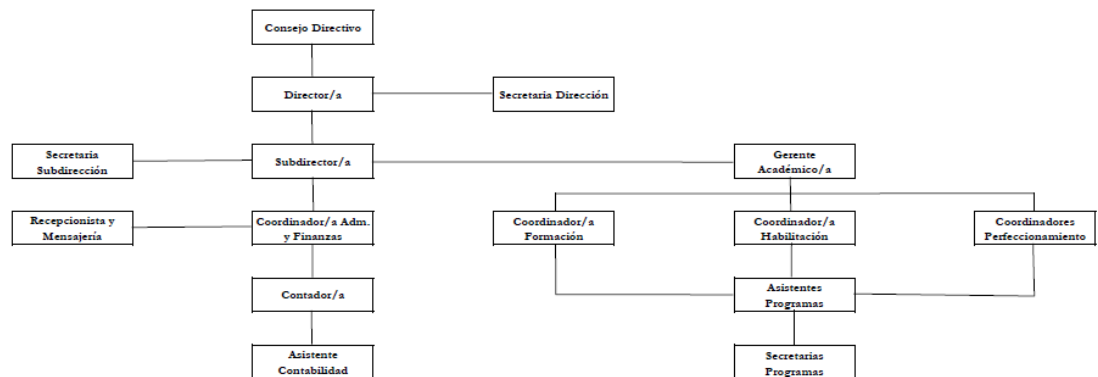 Consejo Directivo
Director/a
Secretaria Dirección
Secretaria
Subdirección
Subdirector/a
Gerente
Académico/a
Recepcionista y
Mensajería
Coordinador/a Adm.
y Finanzas
Coordinador/a
Formación
Coordinador/a
Habilitación
Coordinadores
Perfeccionamiento
Contador/a
Asistentes
Programas
Asistente
Contabilidad
Secretarias
Programas